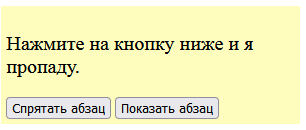 Нажмите на кнопку ниже и я
пропаду.
Спрятать абзац Показать абзац